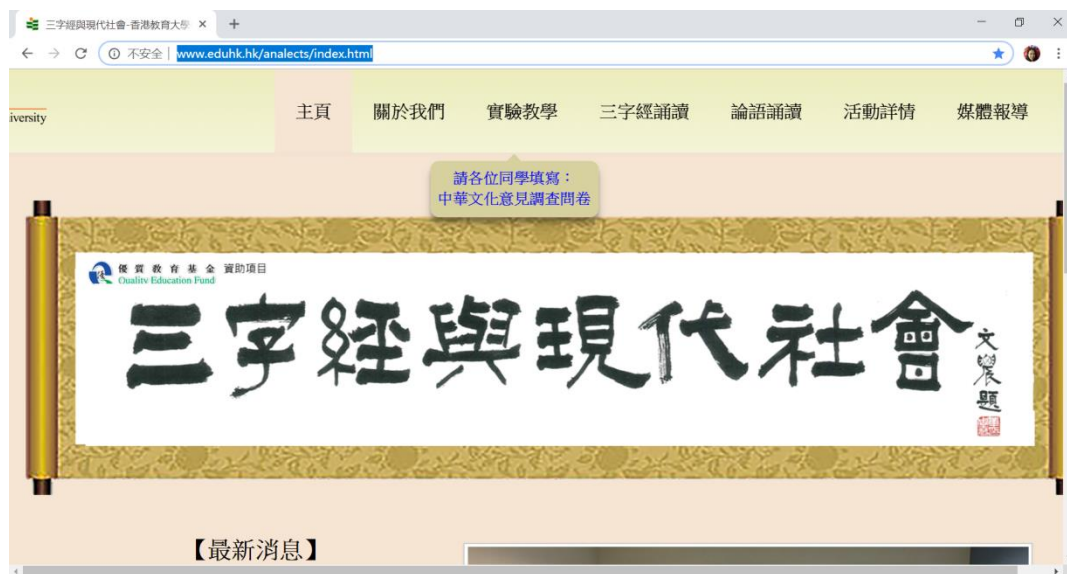 三字經與現代社會-香港教育大學
不安全 | www.eduhk.hk/analects/index.html
iversity
主頁 關於我們 實驗教學 三字經誦讀 論語誦讀 活動詳情 媒體報導
請各位同學填寫：
中華文化意見調查問卷
優質教育基金 資助項目
Quality Education Fund
三字經與現代社會
文農題
【最新消息】